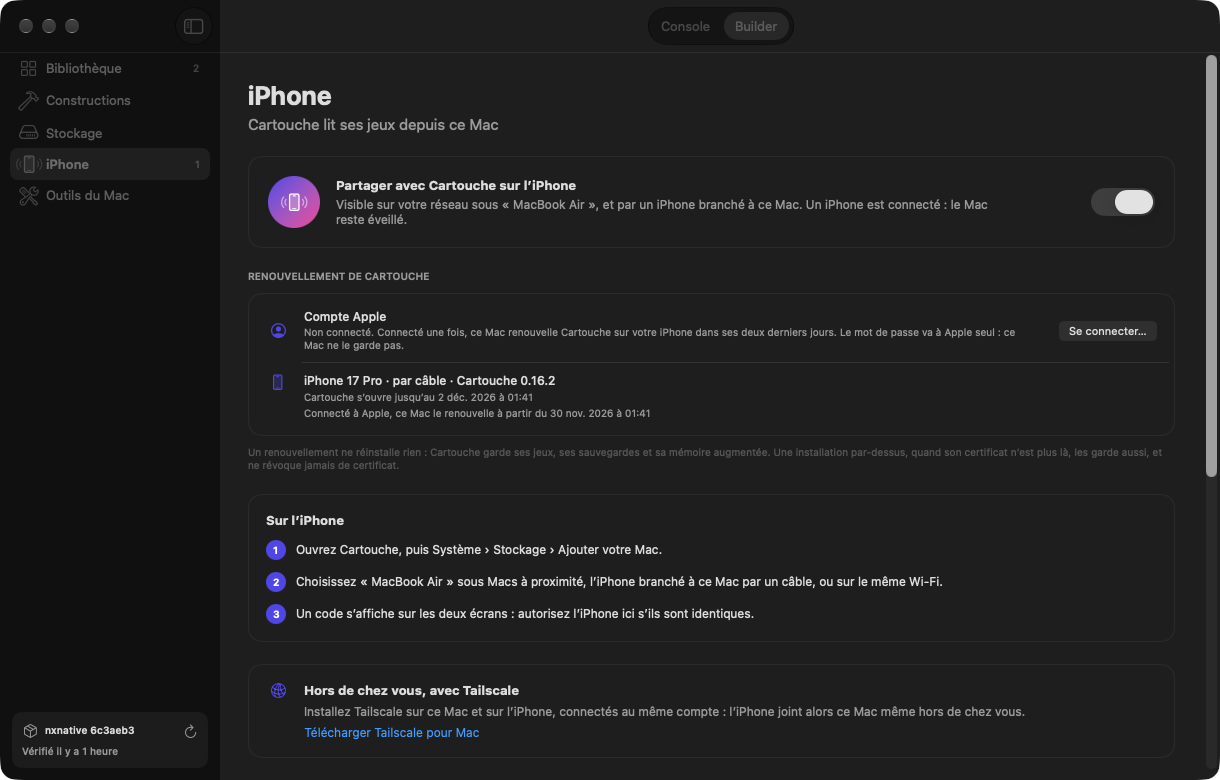 Console
Builder
Bibliothèque
2
Constructions
Stockage
iPhone
1
Outils du Mac
iPhone
Cartouche lit ses jeux depuis ce Mac
Partager avec Cartouche sur l’iPhone
Visible sur votre réseau sous « MacBook Air », et par un iPhone branché à ce Mac. Un iPhone est connecté : le Mac
reste éveillé.
RENOUVELLEMENT DE CARTOUCHE
Compte Apple
Non connecté. Connecté une fois, ce Mac renouvelle Cartouche sur votre iPhone dans ses deux derniers jours. Le mot de passe va à Apple seul : ce
Mac ne le garde pas.
Se connecter...
iPhone 17 Pro · par câble · Cartouche 0.16.2
Cartouche s’ouvre jusqu’au 2 déc. 2026 à 01:41
Connecté à Apple, ce Mac le renouvelle à partir du 30 nov. 2026 à 01:41
Un renouvellement ne réinstalle rien : Cartouche garde ses jeux, ses sauvegardes et sa mémoire augmentée. Une installation par-dessus, quand son certificat n’est plus là, les garde aussi, et
ne révoque jamais de certificat.
Sur l’iPhone
1 Ouvrez Cartouche, puis Système › Stockage › Ajouter votre Mac.
2 Choisissez « MacBook Air » sous Macs à proximité, l’iPhone branché à ce Mac par un câble, ou sur le même Wi-Fi.
3 Un code s’affiche sur les deux écrans : autorisez l’iPhone ici s’ils sont identiques.
Hors de chez vous, avec Tailscale
Installez Tailscale sur ce Mac et sur l’iPhone, connectés au même compte : l’iPhone joint alors ce Mac même hors de chez vous.
Télécharger Tailscale pour Mac
nxnative 6c3aeb3
Vérifié il y a 1 heure